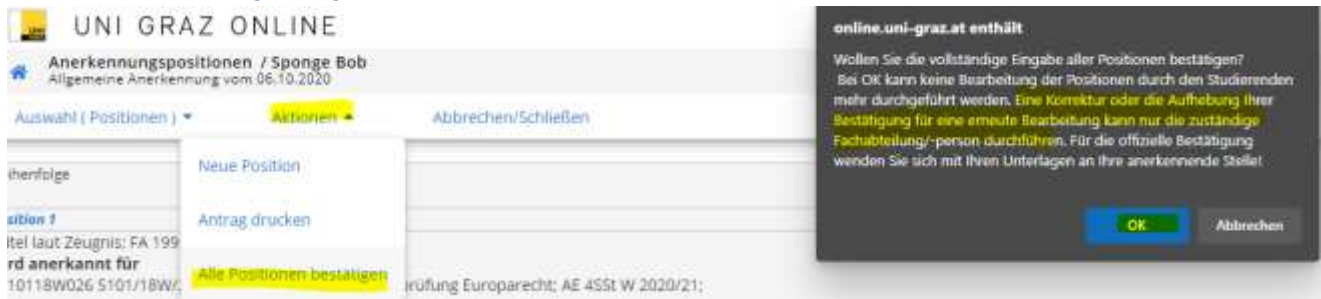 UNI GRAZ ONLINE
Anerkennungspositionen / Sponge Bob
Allgemeine Anerkennung vom 06.10.2020
Auswahl ( Positionen )
Aktionen
Abbrechen/Schließen
Neue Position
Antrag drucken
Alle Positionen bestätigen
ihenfolge
sition 1
itel laut Zeugnis: FA 199
rd anerkannt für
10118W026 S101/18W/
rüfung Europarecht; AE 4SSt W 2020/21;
online.uni-graz.at enthält
Wollen Sie die vollständige Eingabe aller Positionen bestätigen?
Bei OK kann keine Bearbeitung der Positionen durch den Studierenden
mehr durchgeführt werden. Eine Korrektur oder die Aufhebung Ihrer
Bestätigung für eine erneute Bearbeitung kann nur die zuständige
Fachabteilung/-person durchführen. Für die offizielle Bestätigung
wenden Sie sich mit Ihren Unterlagen an Ihre anerkennende Stelle!
OK
Abbrechen